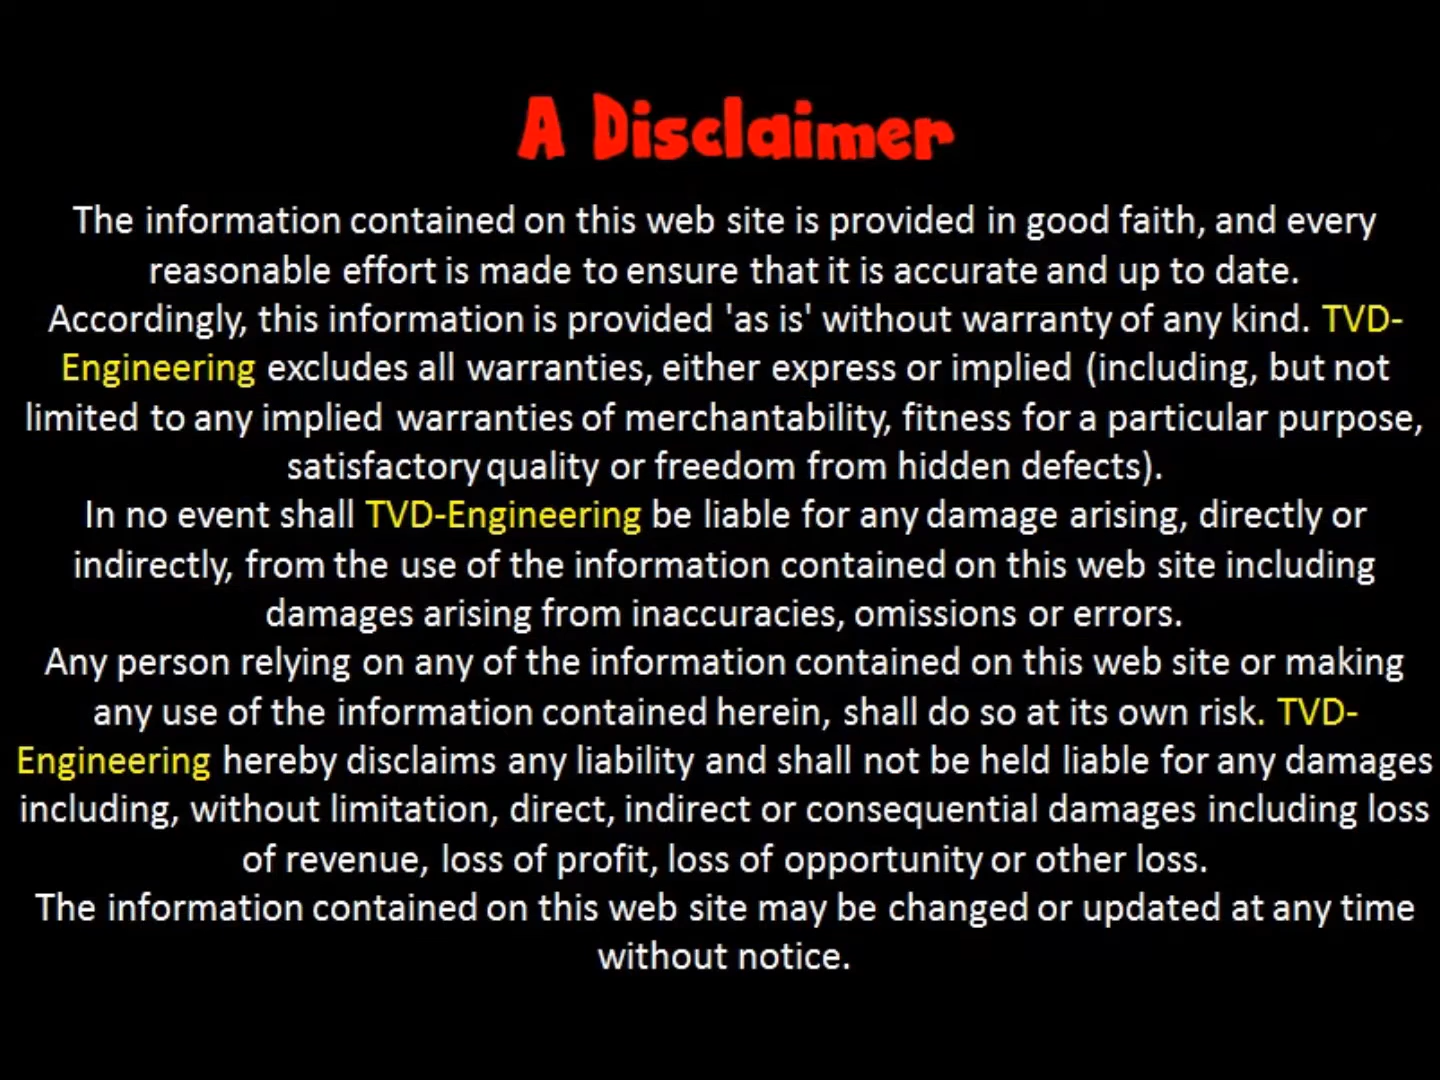 A Disclaimer
The information contained on this web site is provided in good faith, and every
reasonable effort is made to ensure that it is accurate and up to date.
Accordingly, this information is provided 'as is' without warranty of any kind. TVD-
Engineering excludes all warranties, either express or implied (including, but not
limited to any implied warranties of merchantability, fitness for a particular purpose,
satisfactory quality or freedom from hidden defects).
In no event shall TVD-Engineering be liable for any damage arising, directly or
indirectly, from the use of the information contained on this web site including
damages arising from inaccuracies, omissions or errors.
Any person relying on any of the information contained on this web site or making
any use of the information contained herein, shall do so at its own risk. TVD-
Engineering hereby disclaims any liability and shall not be held liable for any damages
including, without limitation, direct, indirect or consequential damages including loss
of revenue, loss of profit, loss of opportunity or other loss.
The information contained on this web site may be changed or updated at any time
without notice.